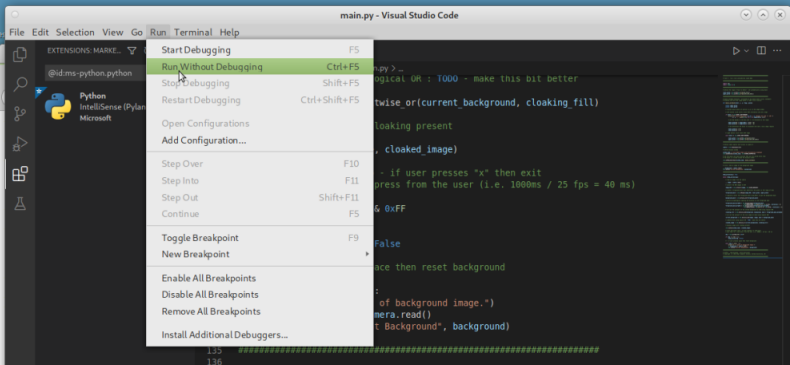 main.py - Visual Studio Code
File Edit Selection View Go Run Terminal Help
EXTENSIONS: MARKE...
@id:ms-python.python
Python
IntelliSense (Pylan
Microsoft
Start Debugging F5
Run Without Debugging Ctrl+F5
Stop Debugging Shift+F5
Restart Debugging Ctrl+Shift+F5
Open Configurations
Add Configuration...
Step Over F10
Step Into F11
Step Out Shift+F11
Continue F5
Toggle Breakpoint F9
New Breakpoint
Enable All Breakpoints
Disable All Breakpoints
Remove All Breakpoints
Install Additional Debuggers...
.py > ...
ogical OR : TODO - make this bit better
twise_or(current_background, cloaking_fill)
loaking present
, cloaked_image)
- if user presses "x" then exit
press from the user (i.e. 1000ms / 25 fps = 40 ms)
& 0xFF
False
ace then reset background
:
of background image.")
mera.read()
t Background", background)
135 ####################################################################
136